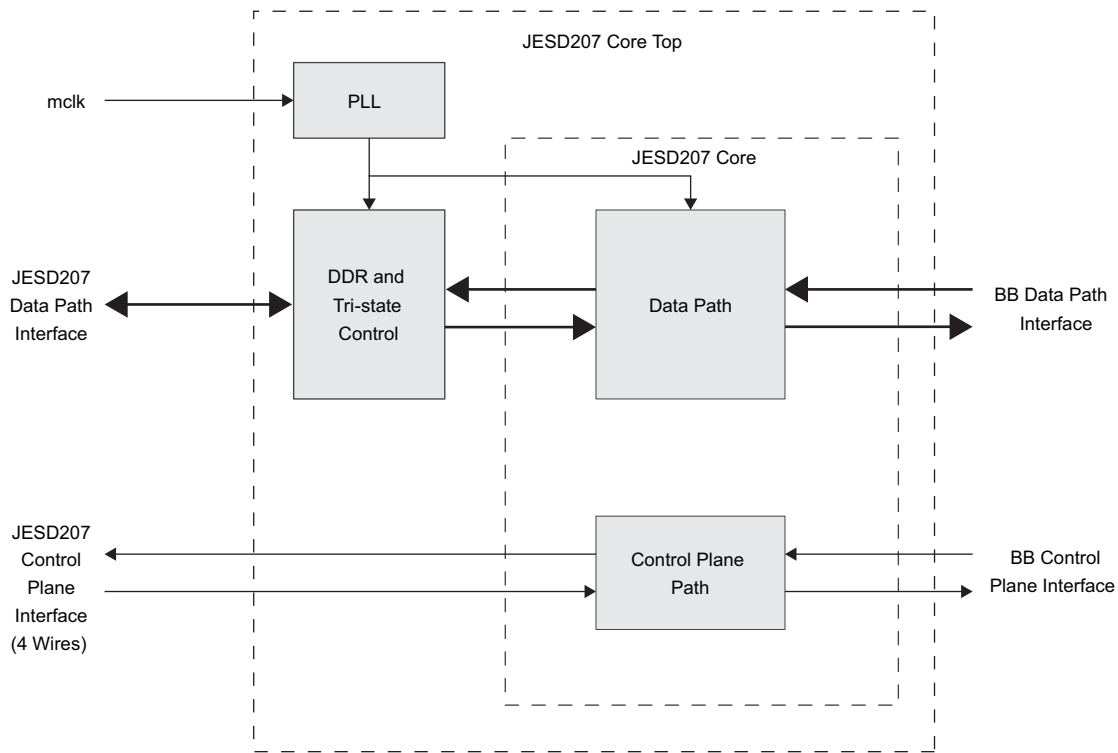 JESD207 Core Top
mclk
PLL
JESD207 Core
JESD207
Data Path
Interface
DDR and
Tri-state
Control
Data Path
BB Data Path
Interface
JESD207
Control
Plane
Interface
(4 Wires)
Control Plane
Path
BB Control
Plane Interface